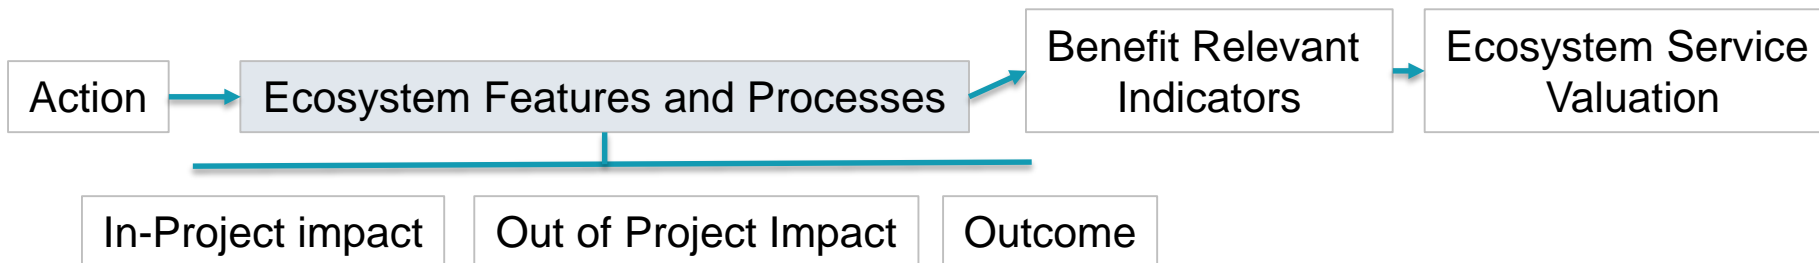 Action
Ecosystem Features and Processes
Benefit Relevant
Indicators
Ecosystem Service
Valuation
In-Project impact
Out of Project Impact
Outcome